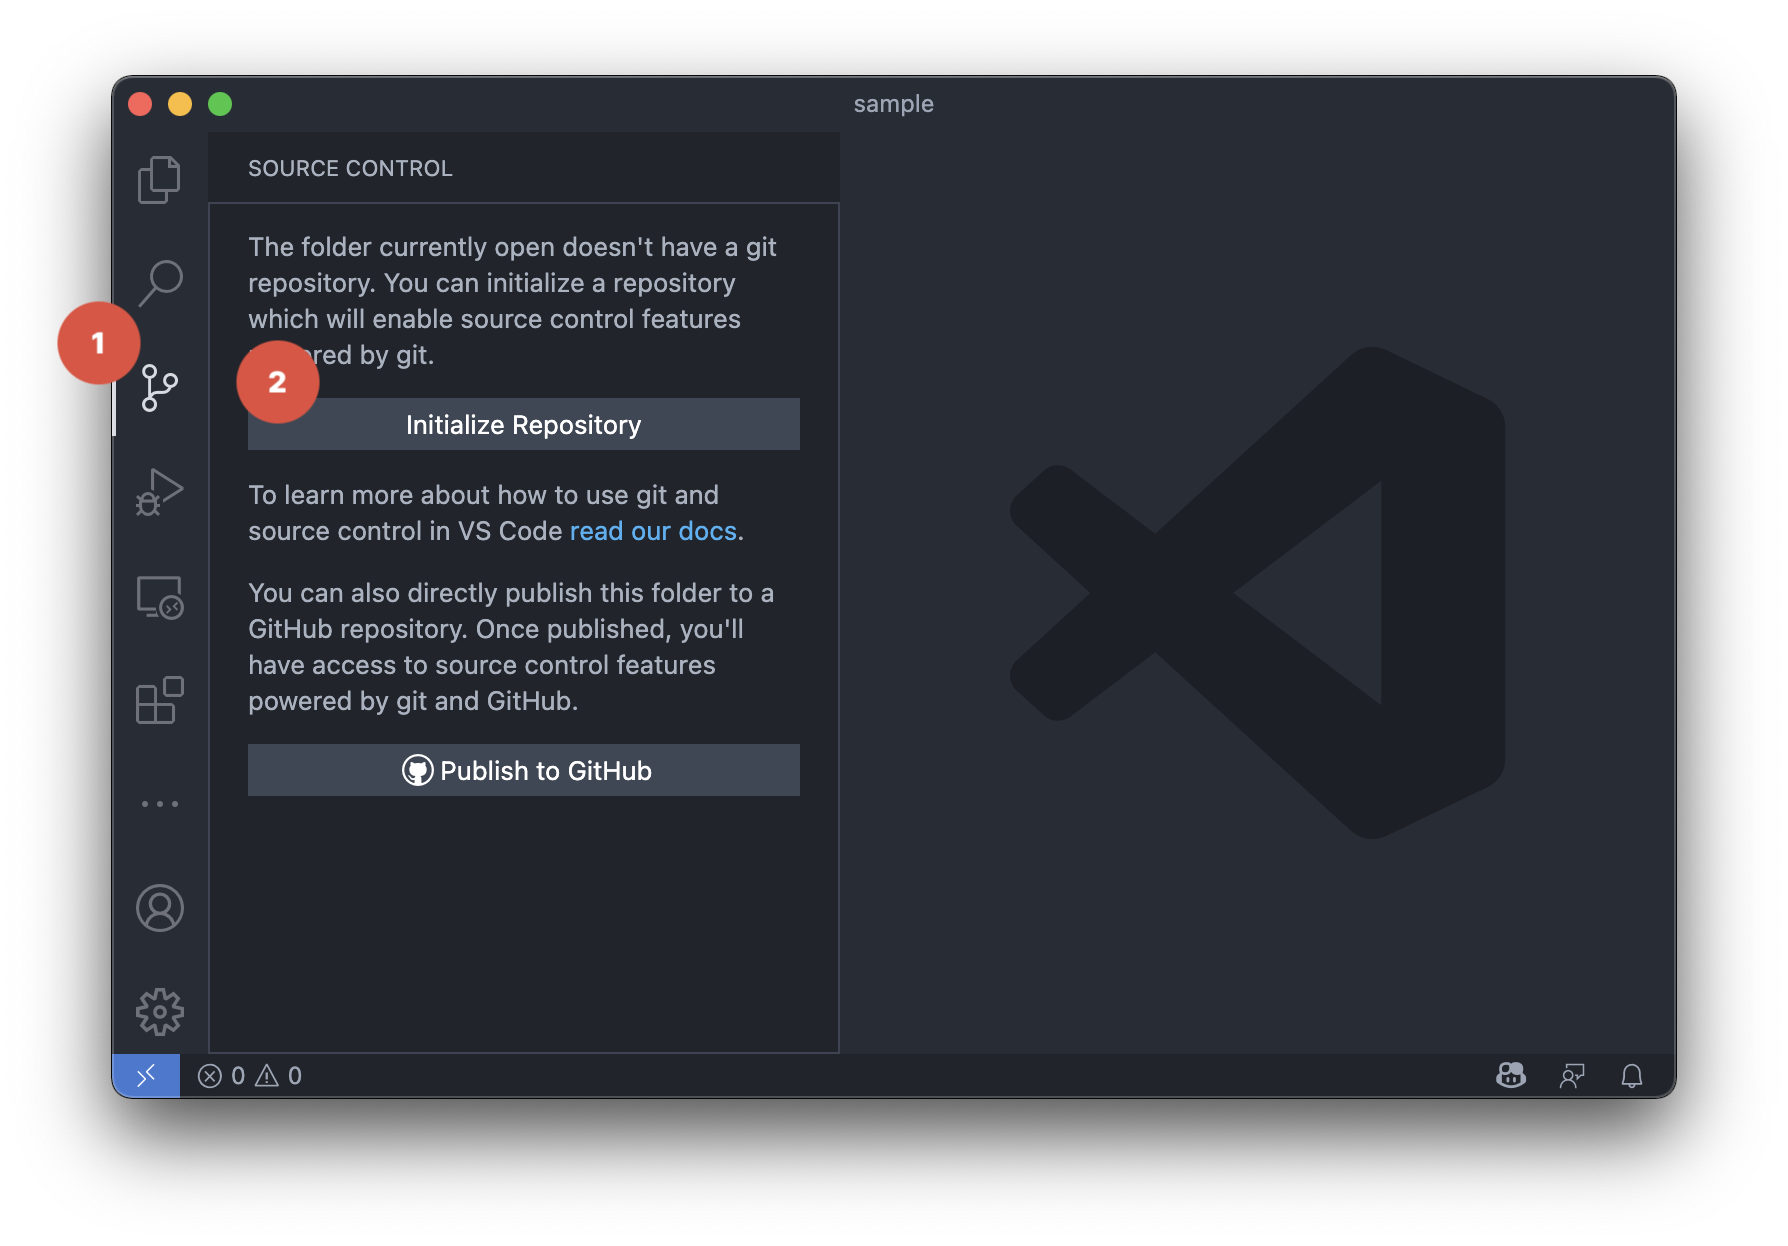 sample
SOURCE CONTROL
The folder currently open doesn't have a git
repository. You can initialize a repository
1
which will enable source control features
red by git.
2
Initialize Repository
To learn more about how to use git and
source control in VS Code read our docs.
You can also directly publish this folder to a
GitHub repository. Once published, you'll
have access to source control features
powered by git and GitHub.
Publish to GitHub
0 0